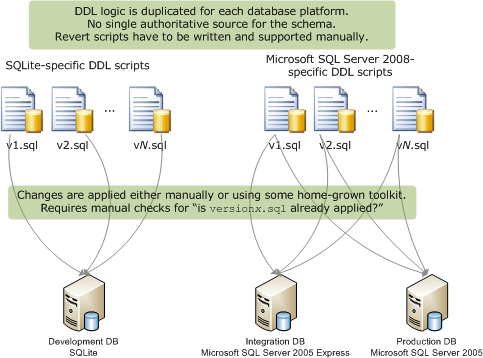 DDL logic is duplicated for each database platform.
No single authoritative source for the schema.
Revert scripts have to be written and supported manually.
SQLite-specific DDL scripts
Microsoft SQL Server 2008-
specific DDL scripts
...
...
v1.sql v2.sql vN.sql
v1.sql v2.sql vN.sql
Changes are applied either manually or using some home-grown toolkit.
Requires manual checks for “is versionx.sql already applied?”
Development DB
SQLite
Integration DB
Microsoft SQL Server 2005 Express
Production DB
Microsoft SQL Server 2005